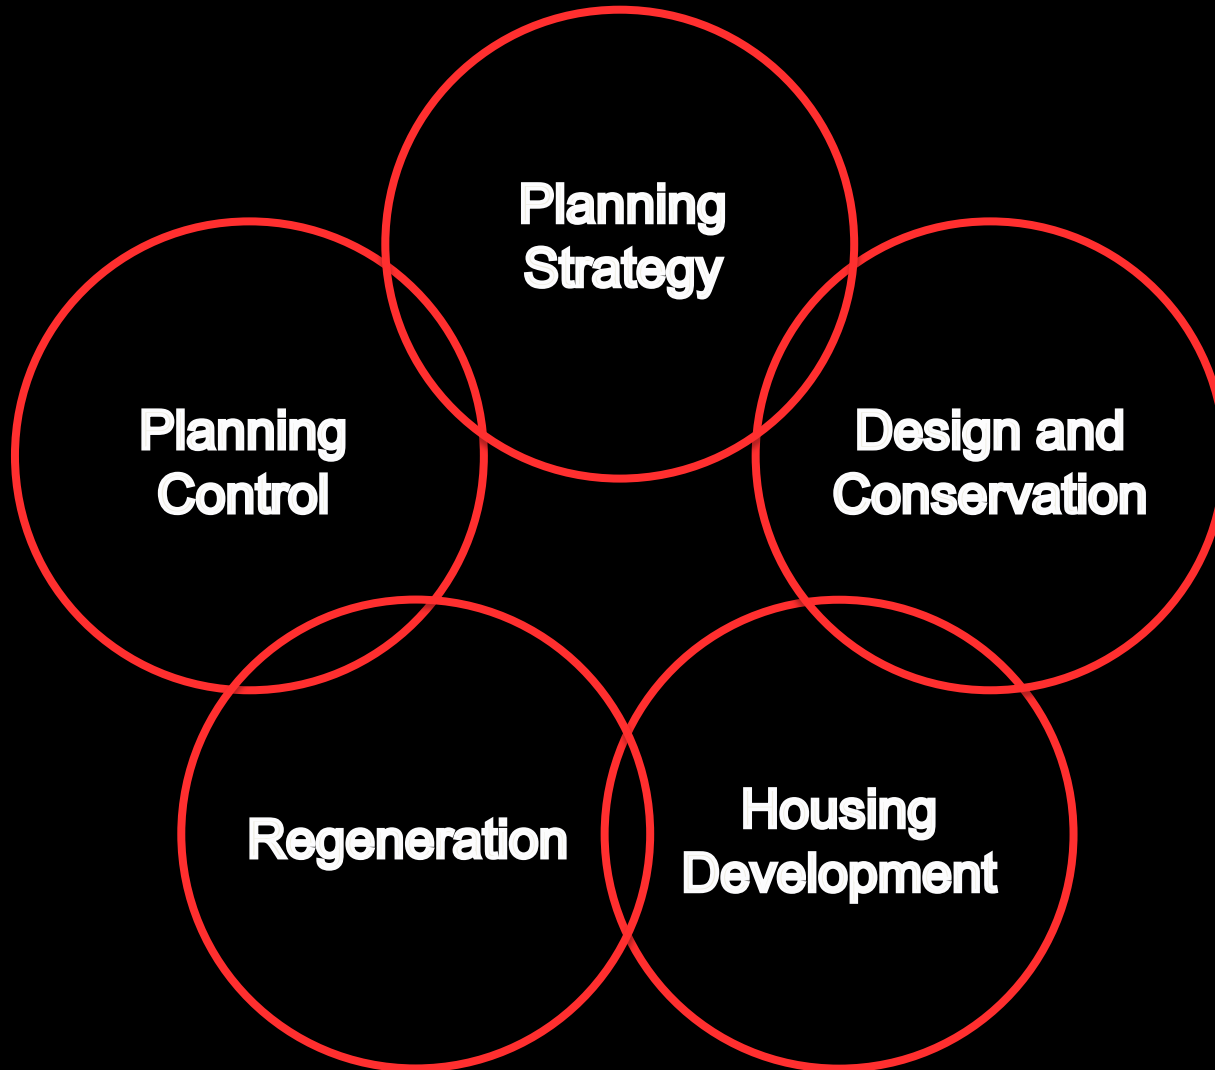 Planning
Strategy
Planning
Control
Design and
Conservation
Regeneration
Housing
Development